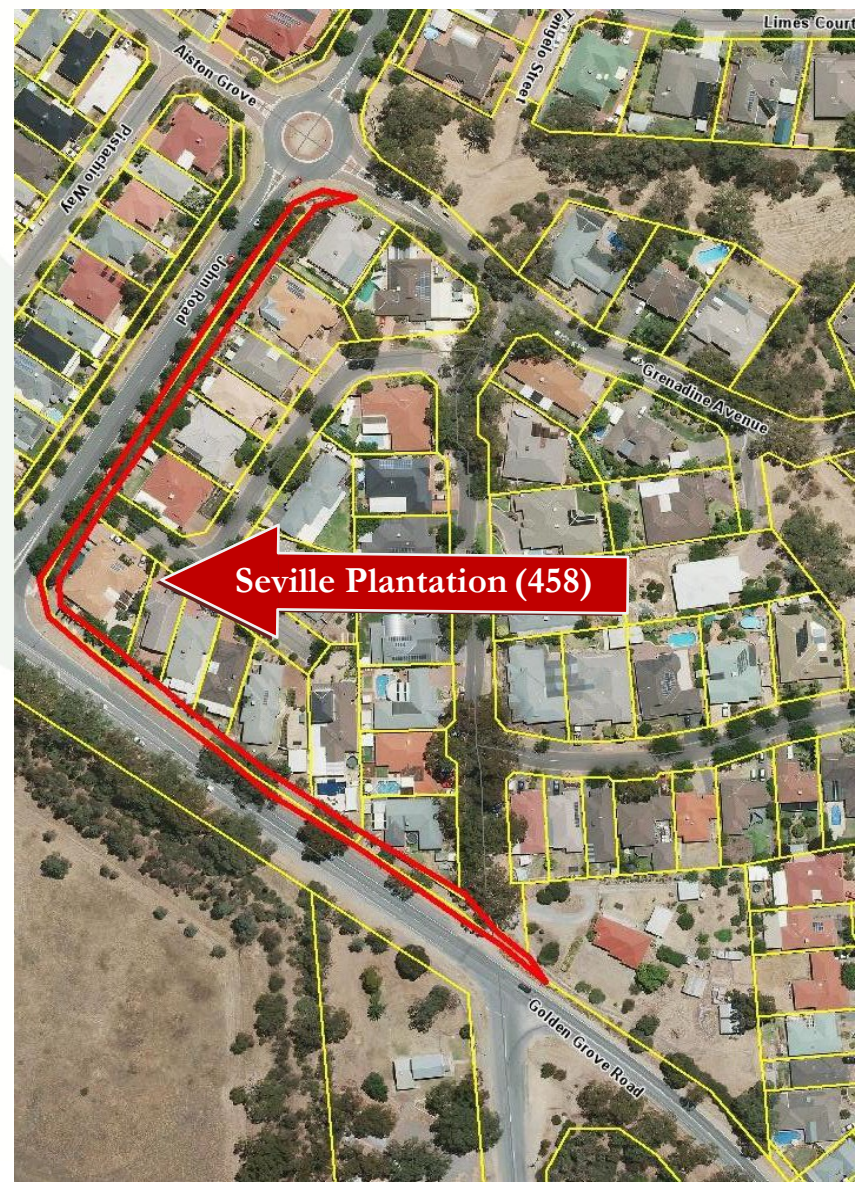 Limes Court
Tangelo Street
Aiston Grove
Pistachio Way
John Road
Grenadine Avenue
Seville Plantation (458)
Golden Grove Road